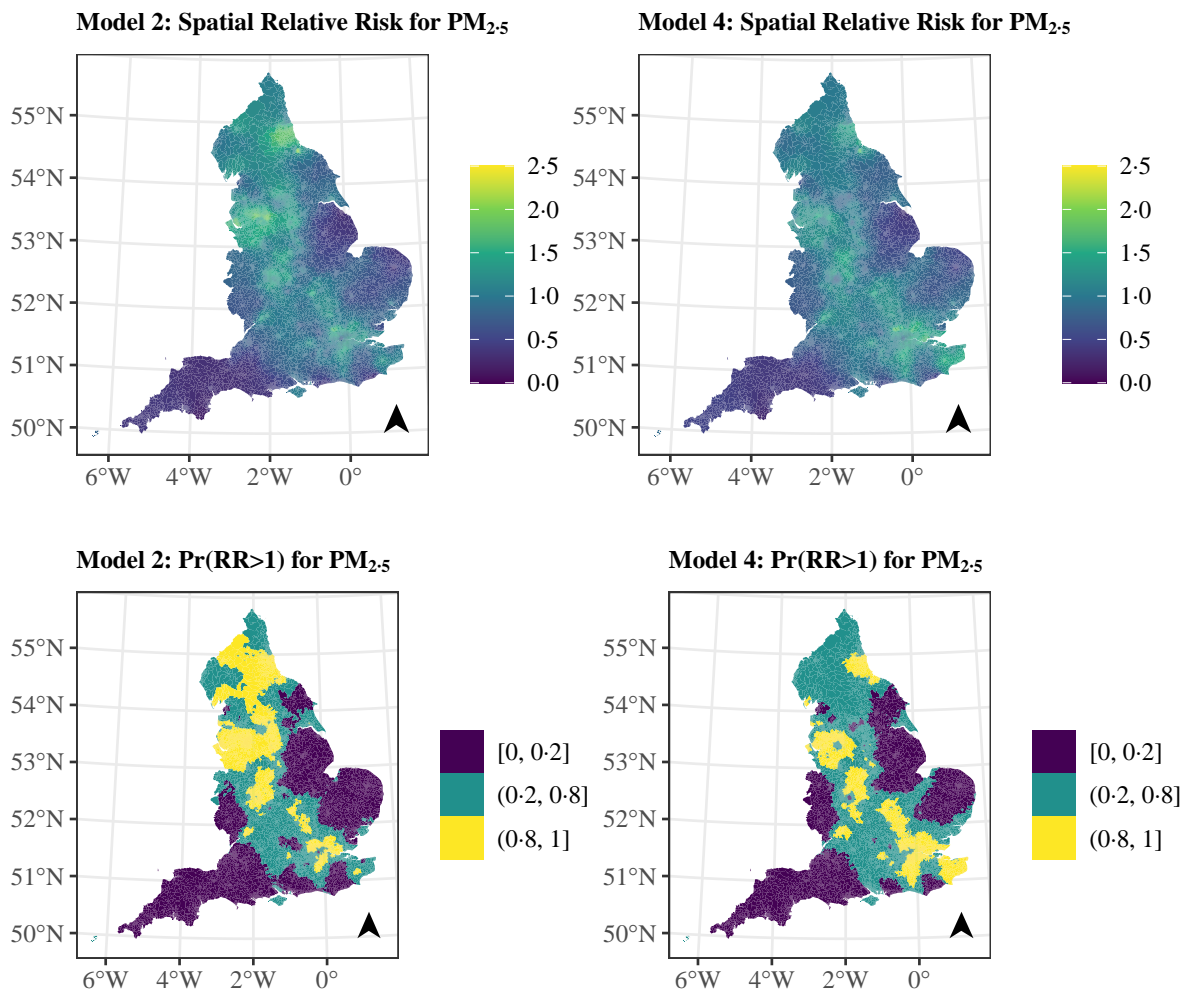 Model 2: Spatial Relative Risk for PM2·5
Model 4: Spatial Relative Risk for PM2·5
55°N
54°N
53°N
52°N
51°N
50°N
6°W 4°W 2°W 0°
2·5
2·0
1·5
1·0
0·5
0·0
55°N
54°N
53°N
52°N
51°N
50°N
6°W 4°W 2°W 0°
2·5
2·0
1·5
1·0
0·5
0·0
Model 2: Pr(RR>1) for PM2·5
Model 4: Pr(RR>1) for PM2·5
55°N
54°N
53°N
52°N
51°N
50°N
6°W 4°W 2°W 0°
[0, 0·2]
(0·2, 0·8]
(0·8, 1]
55°N
54°N
53°N
52°N
51°N
50°N
6°W 4°W 2°W 0°
[0, 0·2]
(0·2, 0·8]
(0·8, 1]